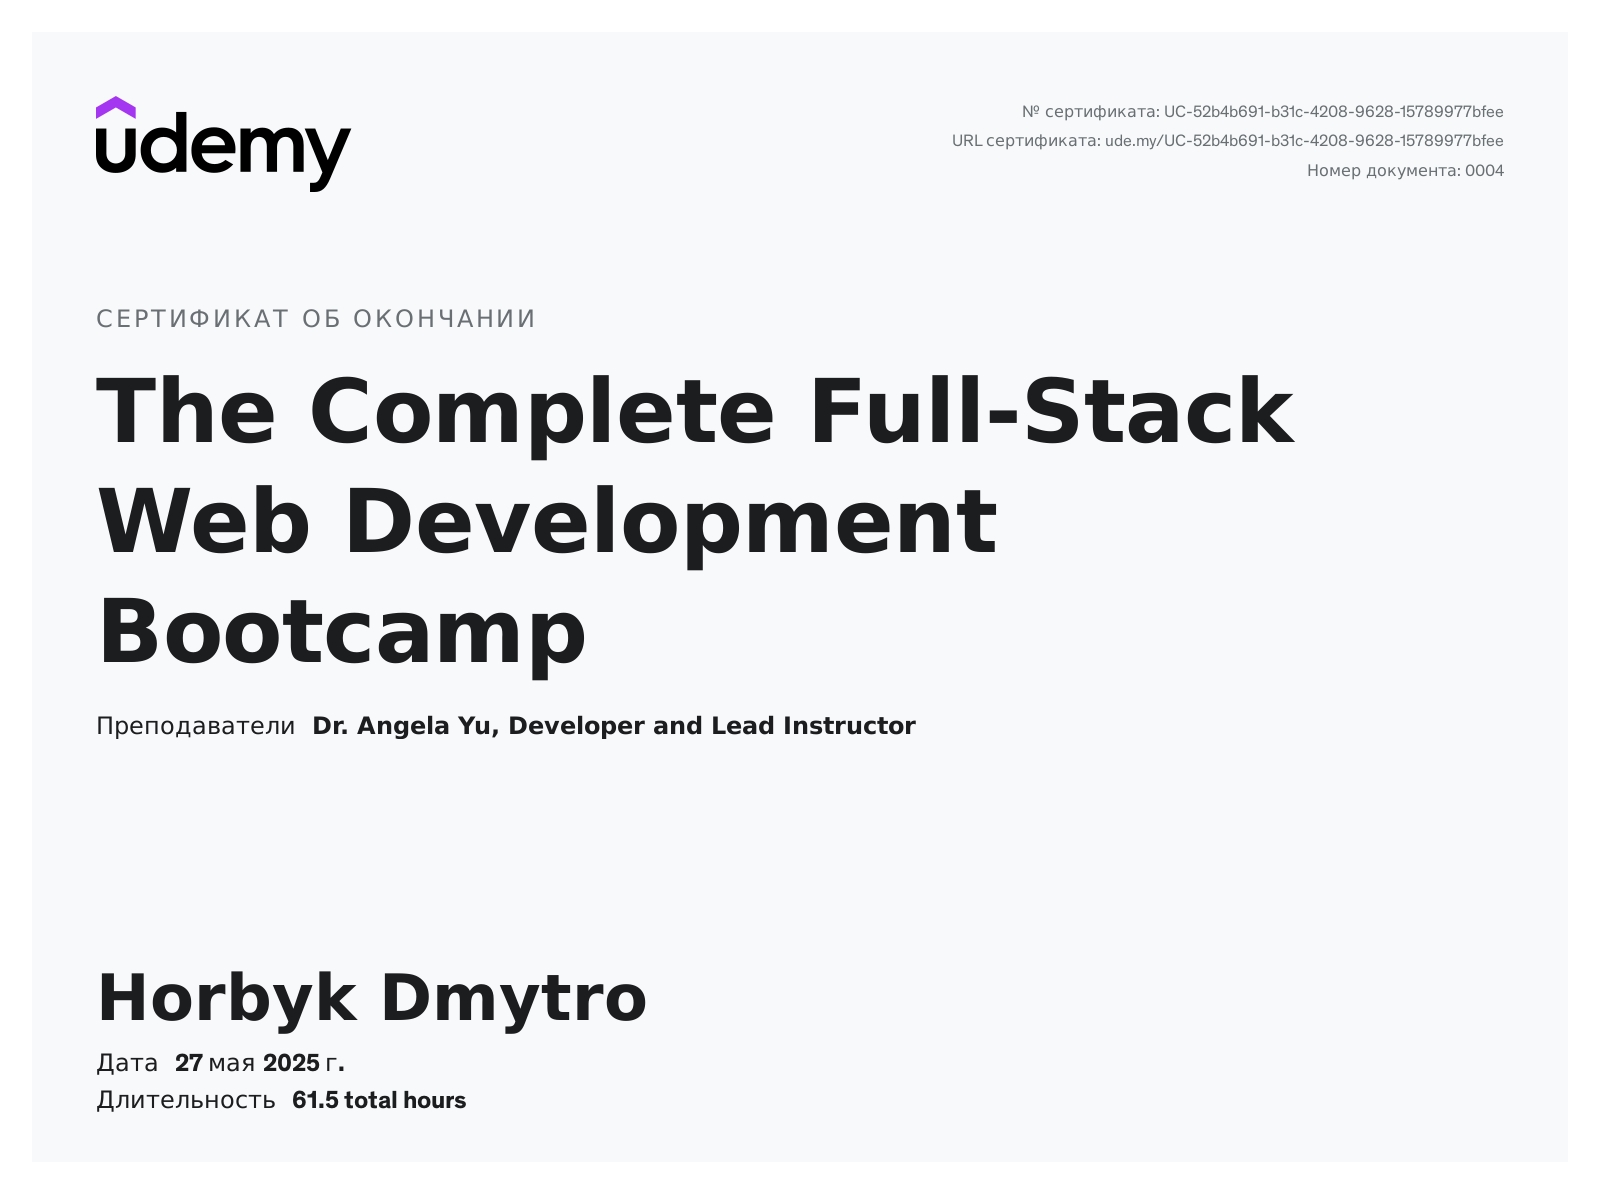 udemy
№ сертификата: UC-52b4b691-b31c-4208-9628-15789977bfee
URL сертификата: ude.my/UC-52b4b691-b31c-4208-9628-15789977bfee
Номер документа: 0004
СЕРТИФИКАТ ОБ ОКОНЧАНИИ
The Complete Full-Stack
Web Development
Bootcamp
Преподаватели Dr. Angela Yu, Developer and Lead Instructor
Horbyk Dmytro
Дата 27 мая 2025 г.
Длительность 61.5 total hours